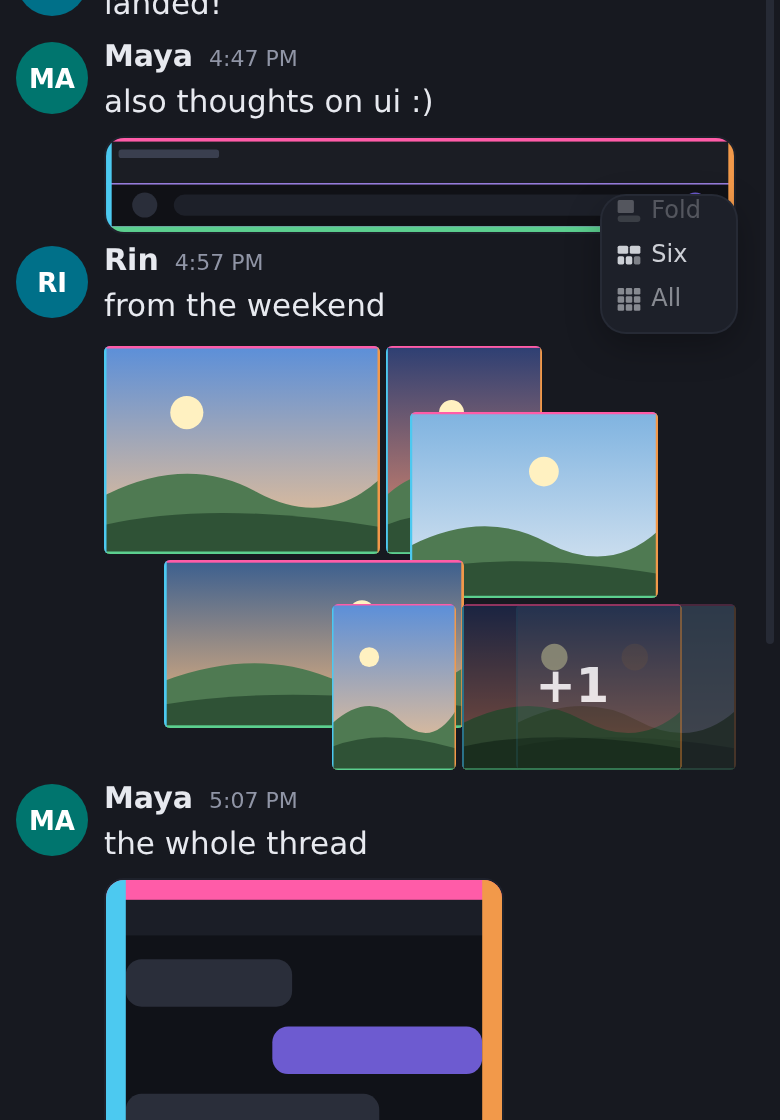 landed!
MA
Maya 4:47 PM
also thoughts on ui :)
Fold
Six
All
RI
Rin 4:57 PM
from the weekend
+1
MA
Maya 5:07 PM
the whole thread